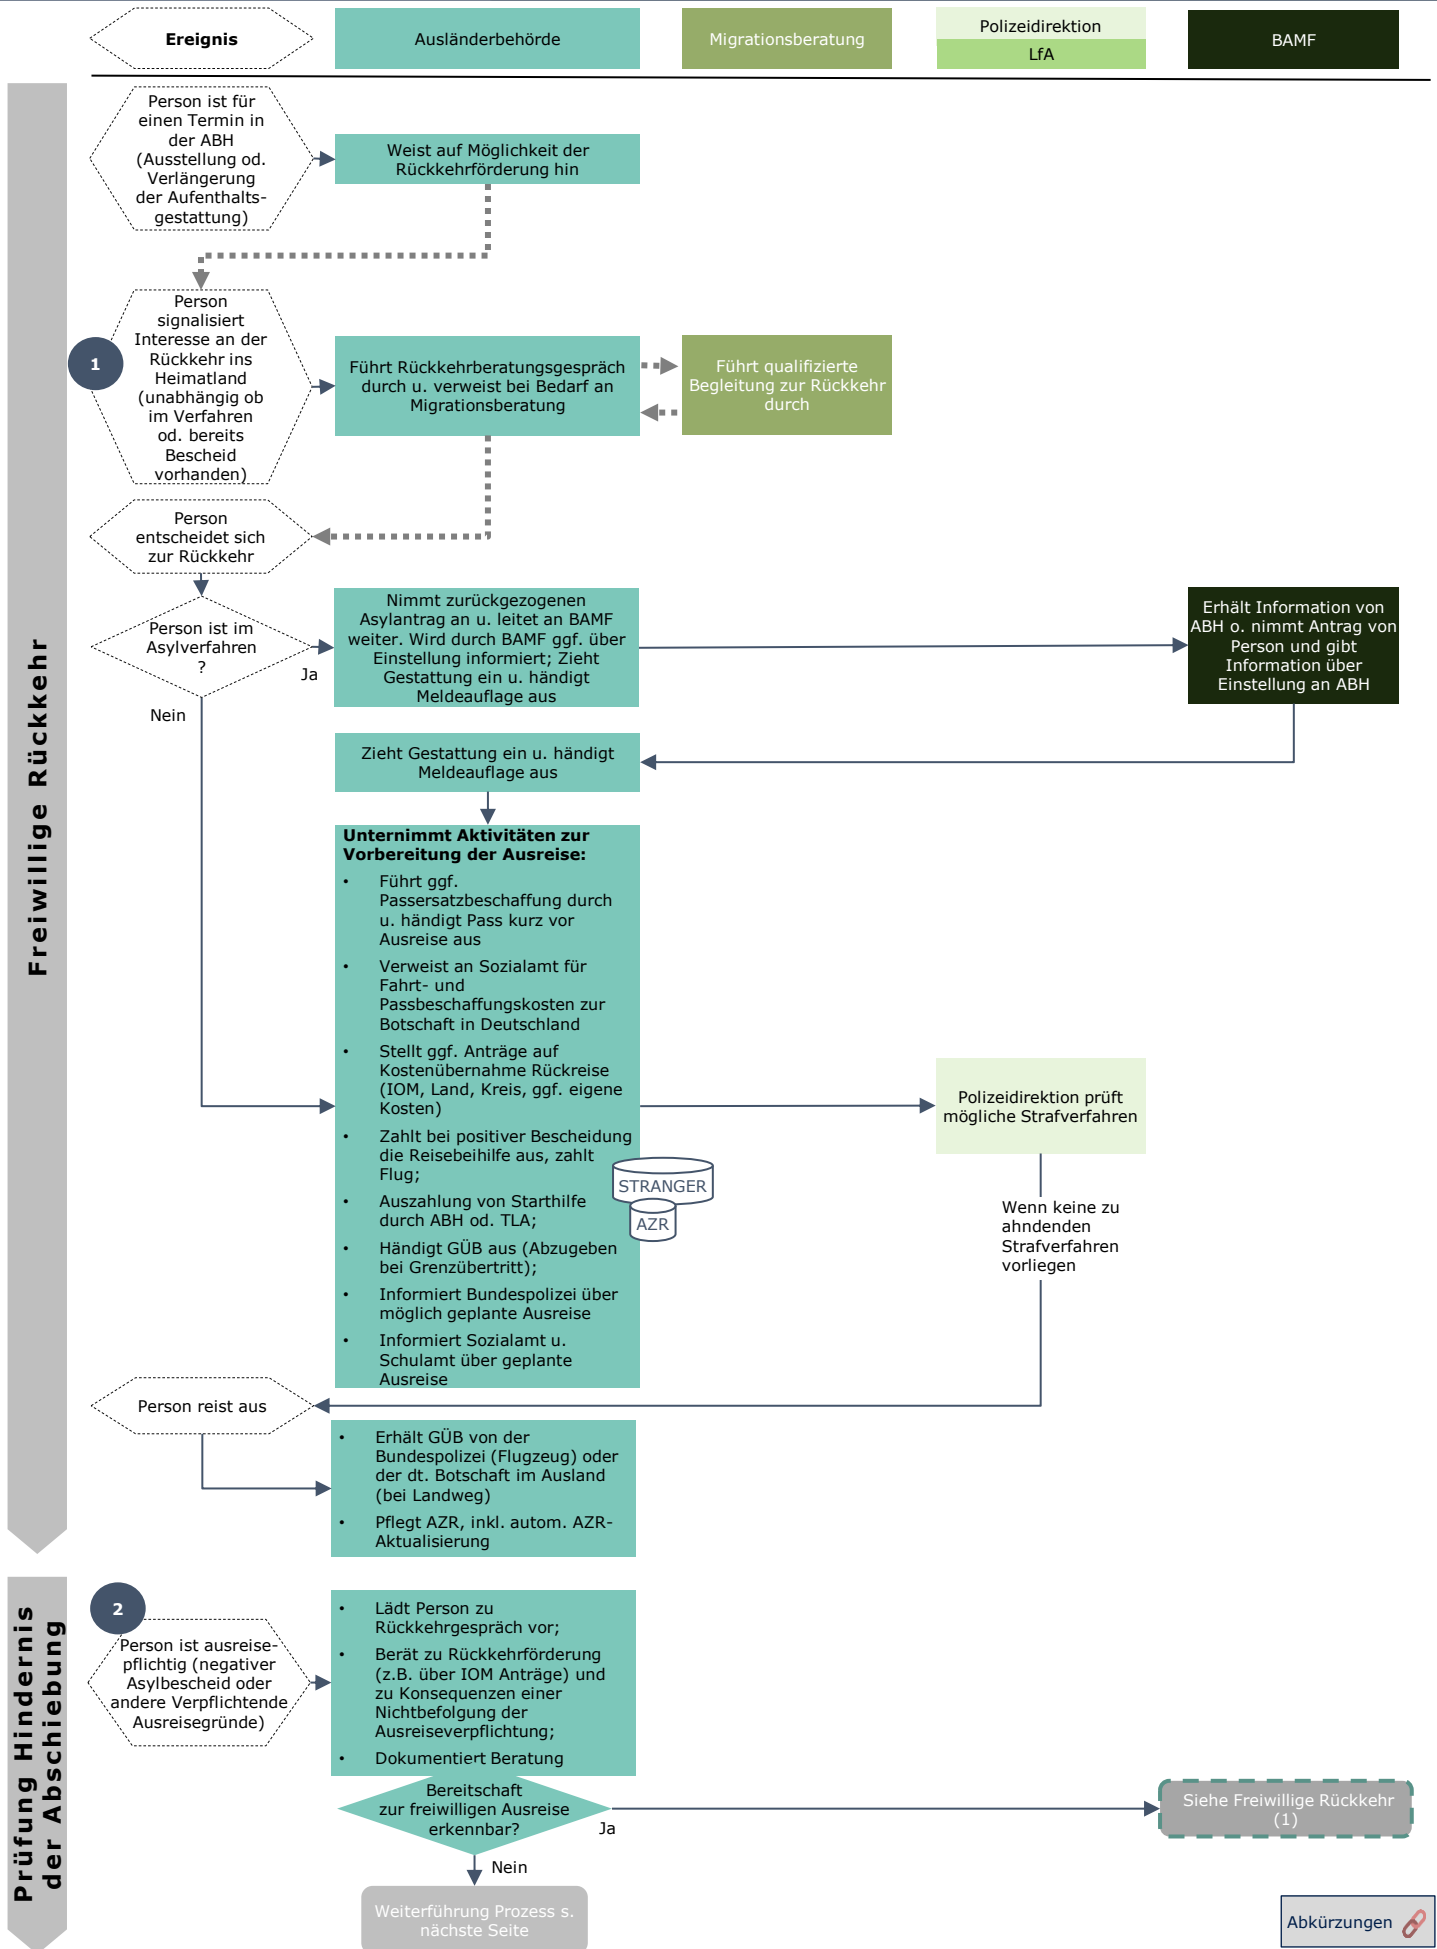 Ereignis
Ausländerbehörde
Migrationsberatung
Polizeidirektion
LfA
BAMF
Freiwillige Rückkehr
Person ist für
einen Termin in
der ABH
(Ausstellung od.
Verlängerung
der Aufenthalts-
gestattung)
Weist auf Möglichkeit der
Rückkehrförderung hin
1
Person
signalisiert
Interesse an der
Rückkehr ins
Heimatland
(unabhängig ob
im Verfahren
od. bereits
Bescheid
vorhanden)
Führt Rückkehrberatungsgespräch
durch u. verweist bei Bedarf an
Migrationsberatung
Führt qualifizierte
Begleitung zur Rückkehr
durch
Person
entscheidet sich
zur Rückkehr
Person ist im
Asylverfahren
?
Ja
Nein
Nimmt zurückgezogenen
Asylantrag an u. leitet an BAMF
weiter. Wird durch BAMF ggf. über
Einstellung informiert; Zieht
Gestattung ein u. händigt
Meldeauflage aus
Erhält Information von
ABH o. nimmt Antrag von
Person und gibt
Information über
Einstellung an ABH
Zieht Gestattung ein u. händigt
Meldeauflage aus
Unternimmt Aktivitäten zur
Vorbereitung der Ausreise:
• Führt ggf.
Passersatzbeschaffung durch
u. händigt Pass kurz vor
Ausreise aus
• Verweist an Sozialamt für
Fahrt- und
Passbeschaffungskosten zur
Botschaft in Deutschland
• Stellt ggf. Anträge auf
Kostenübernahme Rückreise
(IOM, Land, Kreis, ggf. eigene
Kosten)
• Zahlt bei positiver Bescheidung
die Reisebeihilfe aus, zahlt
Flug;
• Auszahlung von Starthilfe
durch ABH od. TLA;
• Händigt GÜB aus (Abzugeben
bei Grenzübertritt);
• Informiert Bundespolizei über
möglich geplante Ausreise
• Informiert Sozialamt u.
Schulamt über geplante
Ausreise
STRANGER
AZR
Polizeidirektion prüft
mögliche Strafverfahren
Wenn keine zu
ahndenden
Strafverfahren
vorliegen
Person reist aus
• Erhält GÜB von der
Bundespolizei (Flugzeug) oder
der dt. Botschaft im Ausland
(bei Landweg)
• Pflegt AZR, inkl. autom. AZR-
Aktualisierung
Prüfung Hindernis
der Abschiebung
2
Person ist ausreise-
pflichtig (negativer
Asylbescheid oder
andere Verpflichtende
Ausreisegründe)
• Lädt Person zu
Rückkehrgespräch vor;
• Berät zu Rückkehrförderung
(z.B. über IOM Anträge) und
zu Konsequenzen einer
Nichtbefolgung der
Ausreiseverpflichtung;
• Dokumentiert Beratung
Bereitschaft
zur freiwilligen Ausreise
erkennbar?
Ja
Nein
Siehe Freiwillige Rückkehr
(1)
Weiterführung Prozess s.
nächste Seite
Abkürzungen